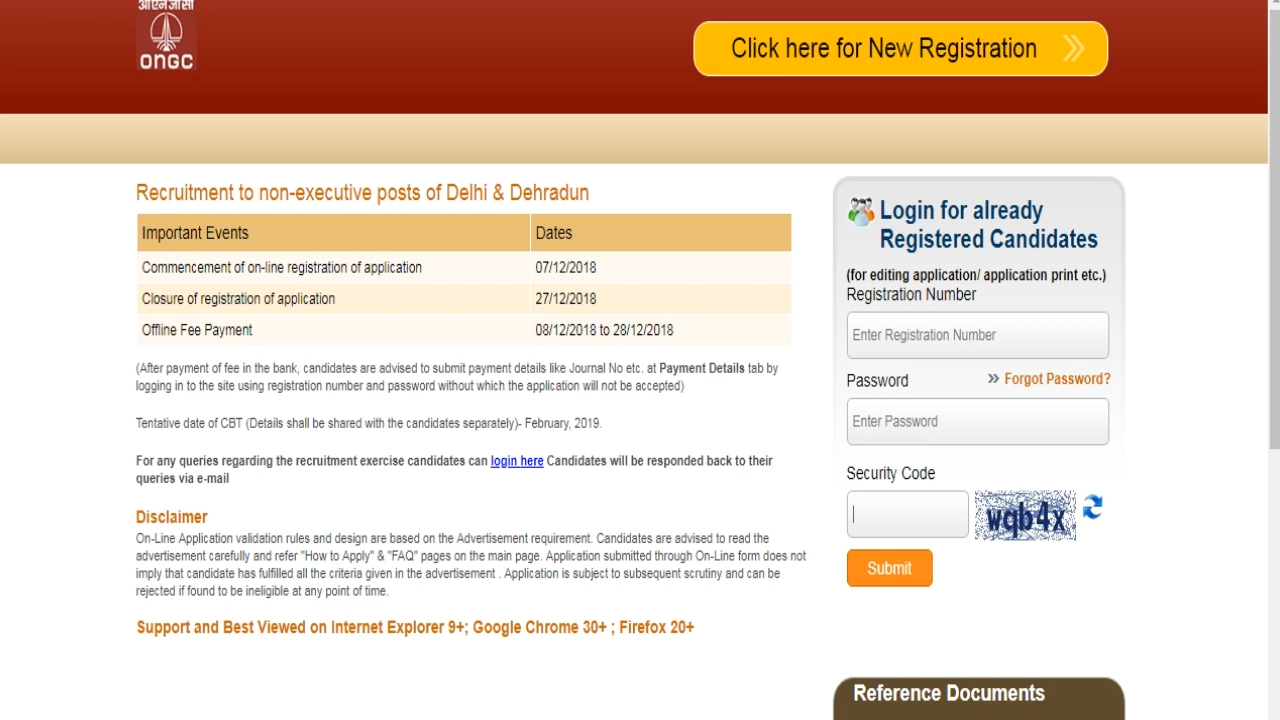 ओएनजीसी
ONGC
Click here for New Registration
Recruitment to non-executive posts of Delhi & Dehradun
Important Events Dates
Commencement of on-line registration of application 07/12/2018
Closure of registration of application 27/12/2018
Offline Fee Payment 08/12/2018 to 28/12/2018
(After payment of fee in the bank, candidates are advised to submit payment details like Journal No etc. at Payment Details tab by
logging in to the site using registration number and password without which the application will not be accepted)
Tentative date of CBT (Details shall be shared with the candidates separately)- February, 2019.
For any queries regarding the recruitment exercise candidates can login here Candidates will be responded back to their
queries via e-mail
Disclaimer
On-Line Application validation rules and design are based on the Advertisement requirement. Candidates are advised to read the
advertisement carefully and refer "How to Apply" & "FAQ" pages on the main page. Application submitted through On-Line form does not
imply that candidate has fulfilled all the criteria given in the advertisement . Application is subject to subsequent scrutiny and can be
rejected if found to be ineligible at any point of time.
Support and Best Viewed on Internet Explorer 9+; Google Chrome 30+ ; Firefox 20+
Login for already
Registered Candidates
(for editing application/ application print etc.)
Registration Number
Enter Registration Number
Password » Forgot Password?
Enter Password
Security Code
wqb4x
Submit
Reference Documents